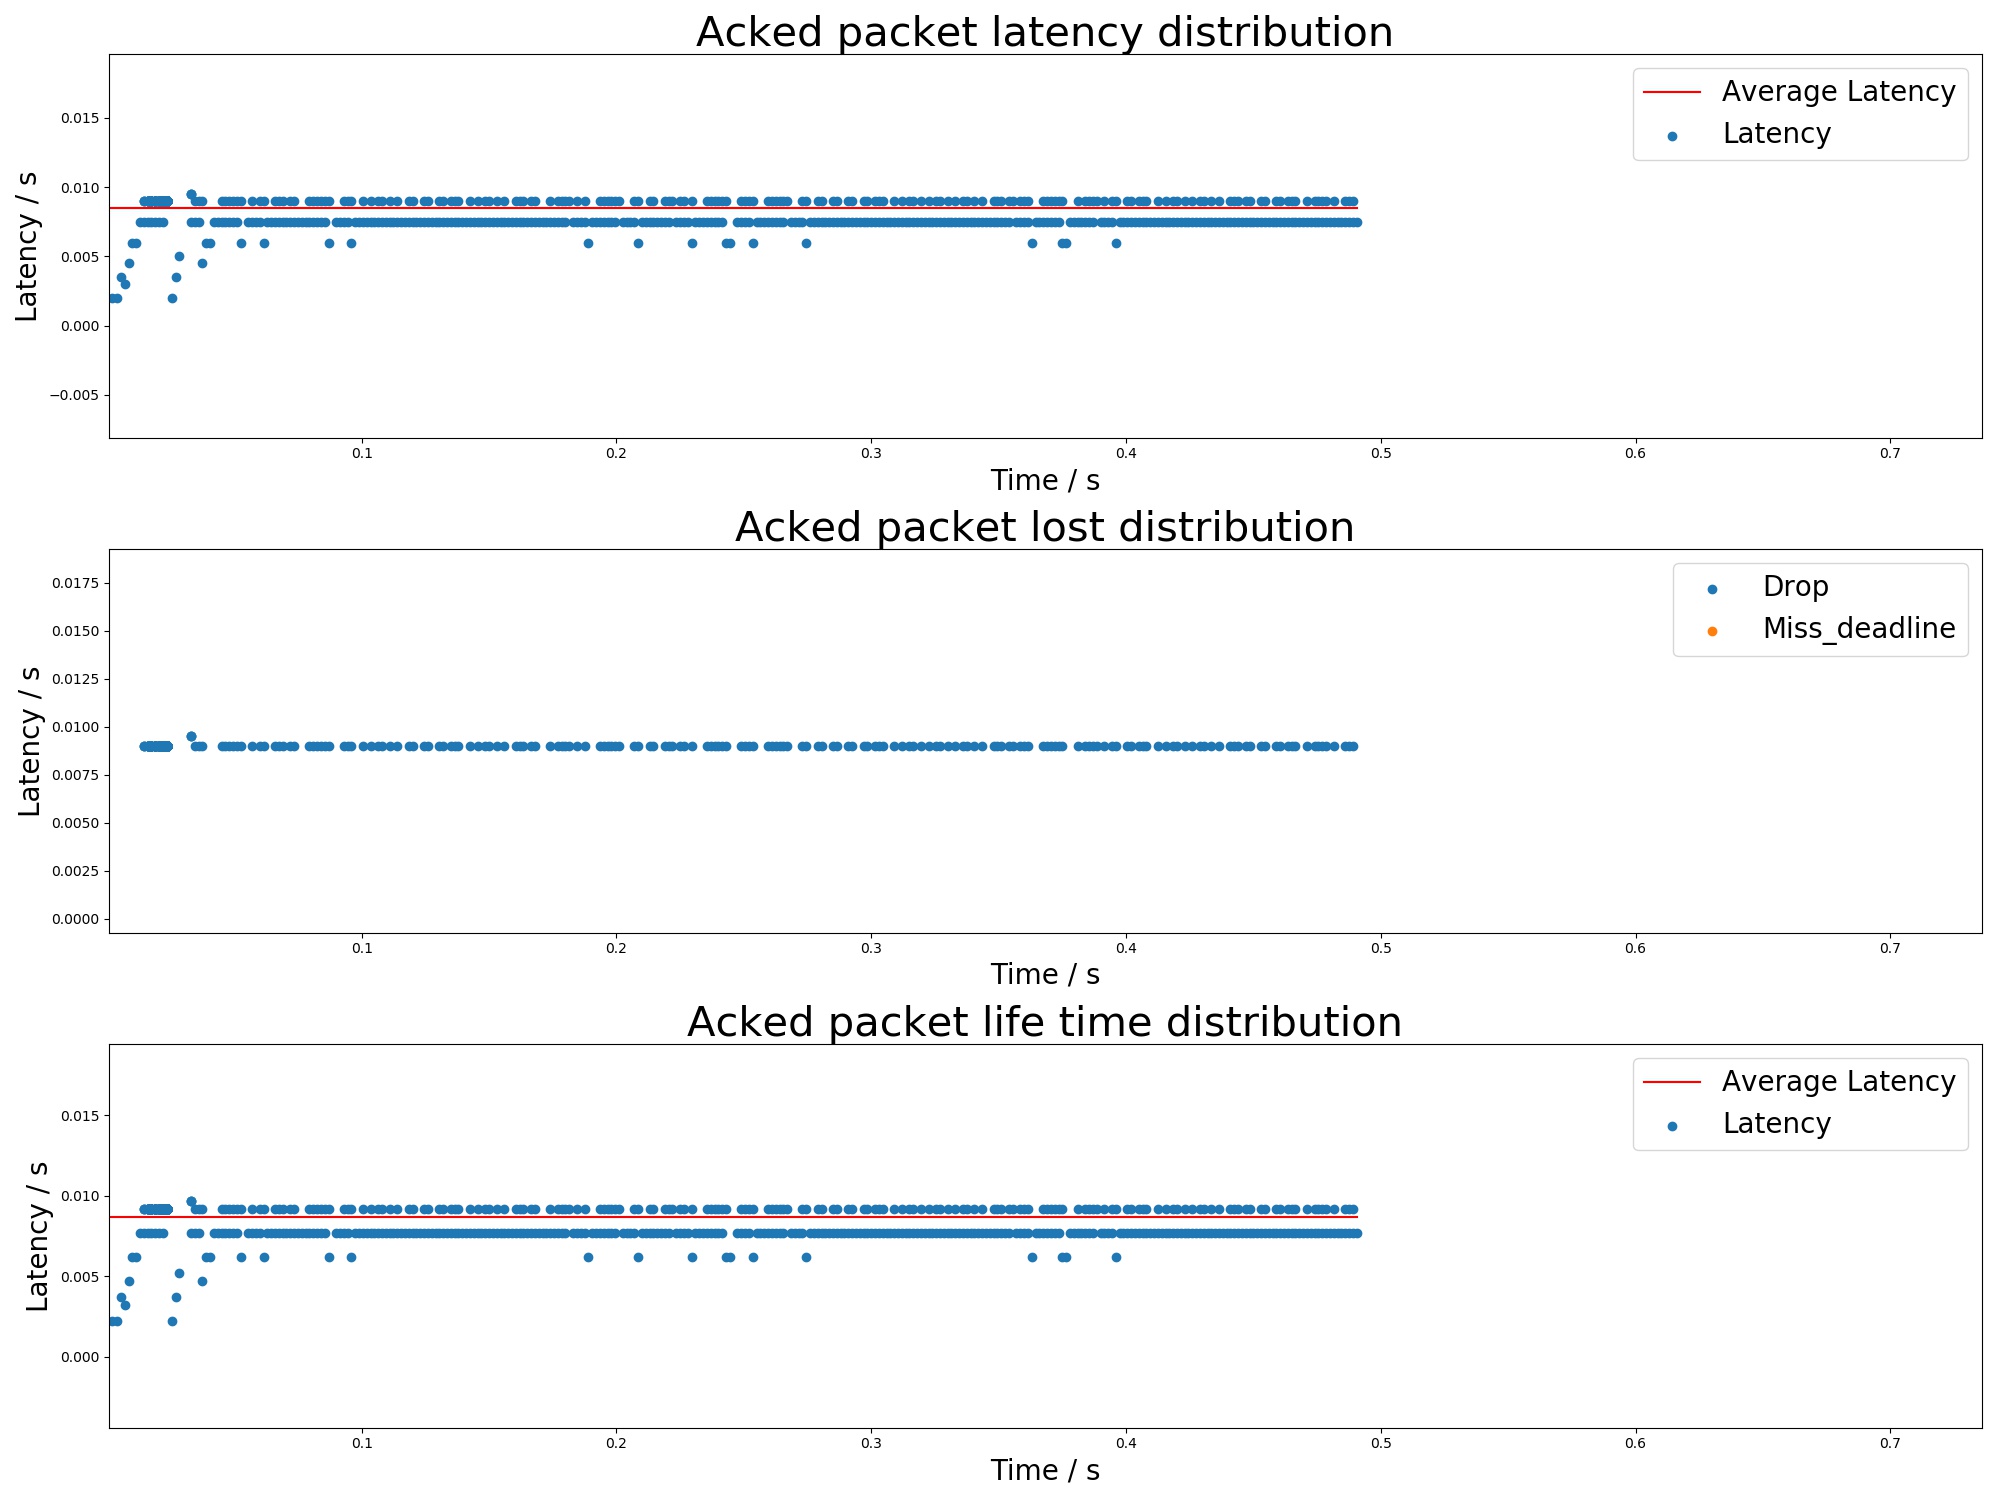 Acked packet latency distribution
Average Latency
Latency
Latency / s
0.015
0.010
0.005
0.000
−0.005
0.1 0.2 0.3 0.4 0.5 0.6 0.7
Time / s
Acked packet lost distribution
Drop
Miss_deadline
Latency / s
0.0175
0.0150
0.0125
0.0100
0.0075
0.0050
0.0025
0.0000
0.1 0.2 0.3 0.4 0.5 0.6 0.7
Time / s
Acked packet life time distribution
Average Latency
Latency
Latency / s
0.015
0.010
0.005
0.000
0.1 0.2 0.3 0.4 0.5 0.6 0.7
Time / s